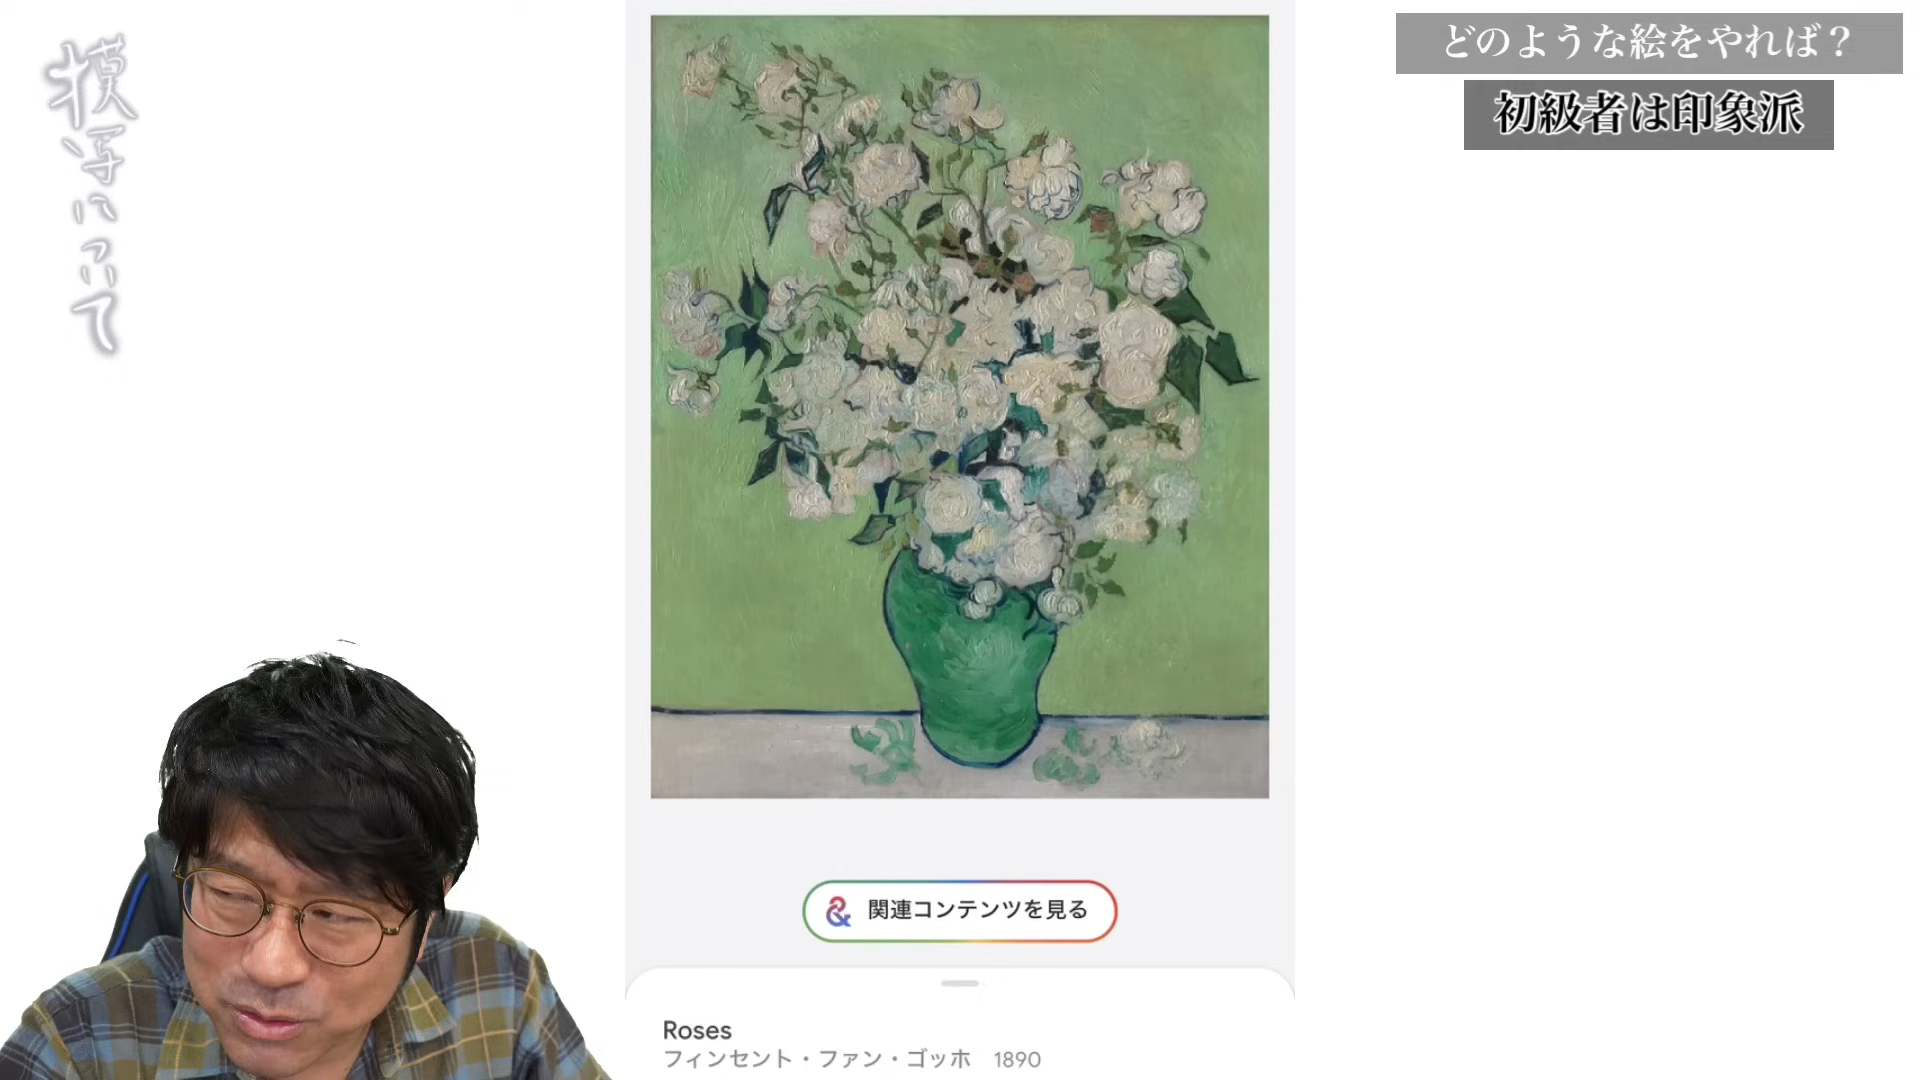 模写について
どのような絵をやれば？
初級者は印象派
関連コンテンツを見る
Roses
フィンセント・ファン・ゴッホ 1890